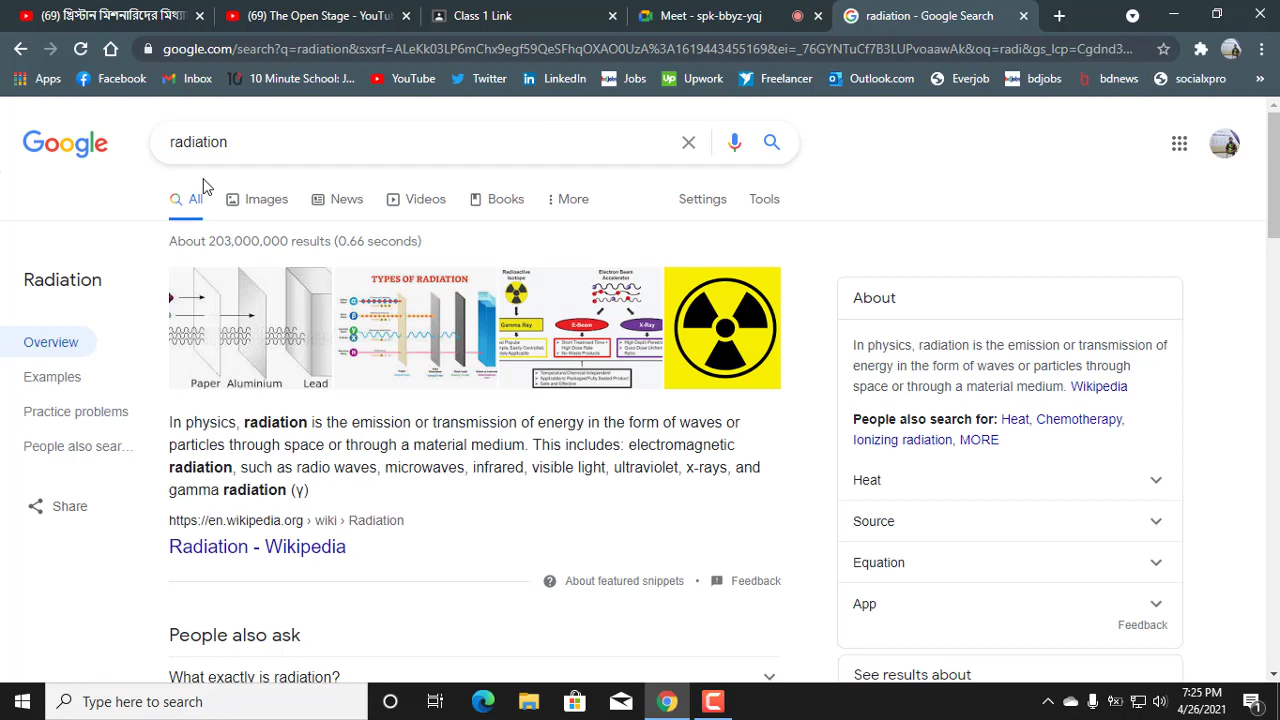 (69) The Open Stage - YouTu
Class 1 Link
Meet - spk-bbyz-yqj
radiation - Google Search
google.com/search?q=radiation&sxsrf=ALeKk03LP6mChx9egf59QeSFhqOXAO0UzA%3A1619443455169&ei=_76GYNTuCf7B3LUPvoaawAk&oq=radi&gs_lcp=Cgdnd3...
Apps Facebook Inbox 10 Minute School: J... YouTube Twitter LinkedIn Jobs Upwork Freelancer Outlook.com Everjob bdjobs bdnews socialxpro »
Google
radiation
All Images News Videos Books More Settings Tools
About 203,000,000 results (0.66 seconds)
Radiation
Overview
Examples
Practice problems
People also sear...
Share
Paper Aluminium Lead
TYPES OF RADIATION
Radioactive Isotope
Electron Beam Accelerator
Gamma Ray E-Beam X-Ray
In physics, radiation is the emission or transmission of energy in the form of waves or
particles through space or through a material medium. This includes: electromagnetic
radiation, such as radio waves, microwaves, infrared, visible light, ultraviolet, x-rays, and
gamma radiation (γ)
https://en.wikipedia.org › wiki › Radiation
Radiation - Wikipedia
About featured snippets • Feedback
People also ask
What exactly is radiation?
About
In physics, radiation is the emission or transmission of
energy in the form of waves or particles through
space or through a material medium. Wikipedia
People also search for: Heat, Chemotherapy,
Ionizing radiation, MORE
Heat
Source
Equation
App
Feedback
See results about
Type here to search
7:25 PM
4/26/2021
1